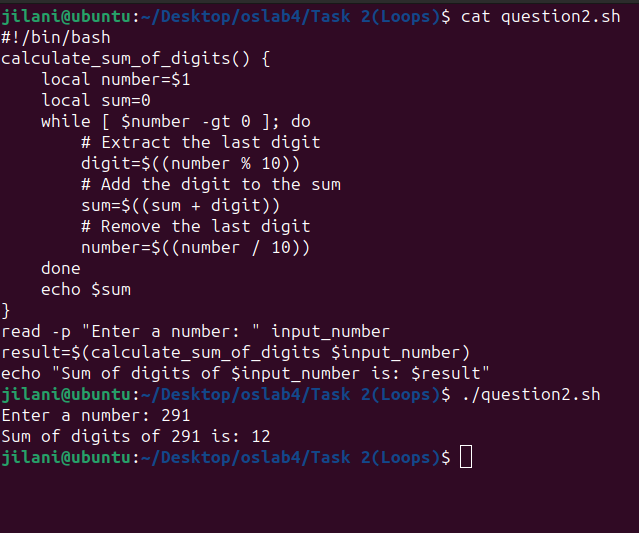 jilani@ubuntu:~/Desktop/oslab4/Task 2(Loops)$ cat question2.sh
#!/bin/bash
calculate_sum_of_digits() {
    local number=$1
    local sum=0
    while [ $number -gt 0 ]; do
        # Extract the last digit
        digit=$((number % 10))
        # Add the digit to the sum
        sum=$((sum + digit))
        # Remove the last digit
        number=$((number / 10))
    done
    echo $sum
}
read -p "Enter a number: " input_number
result=$(calculate_sum_of_digits $input_number)
echo "Sum of digits of $input_number is: $result"
jilani@ubuntu:~/Desktop/oslab4/Task 2(Loops)$ ./question2.sh
Enter a number: 291
Sum of digits of 291 is: 12
jilani@ubuntu:~/Desktop/oslab4/Task 2(Loops)$